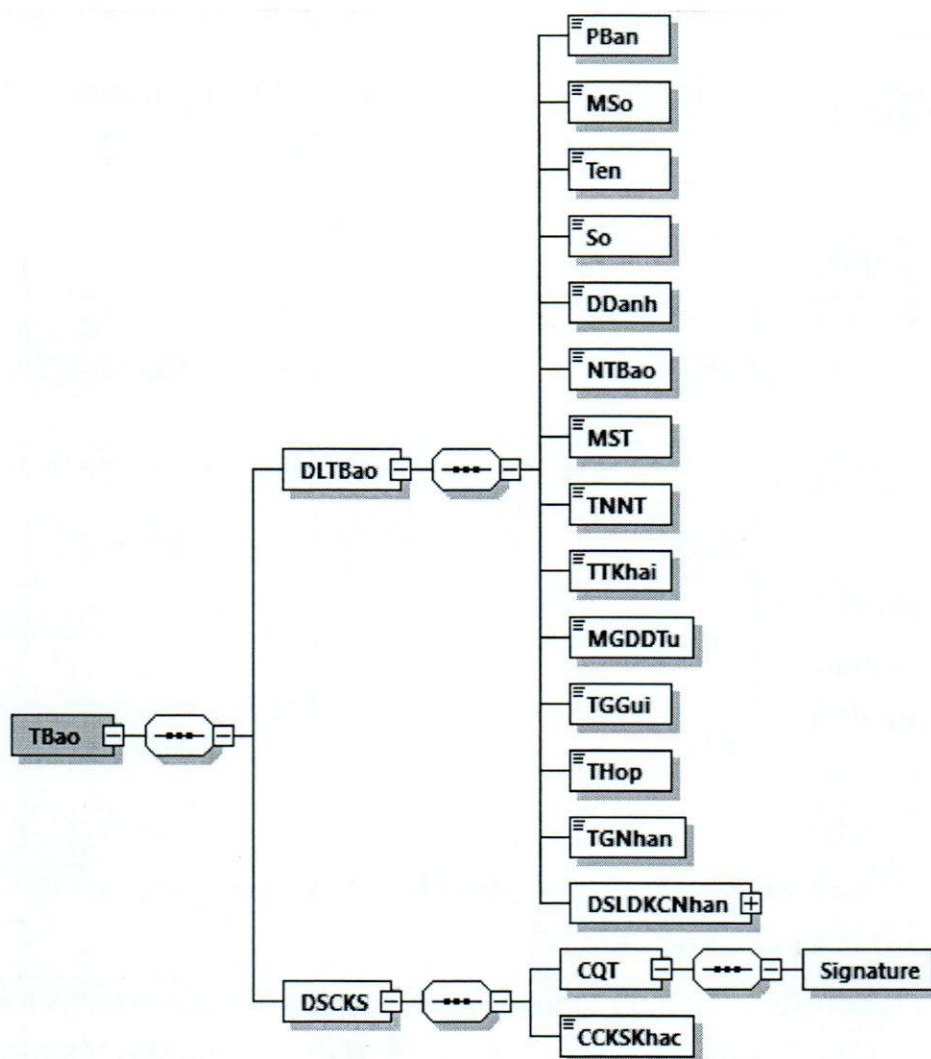 PBan
MSo
Ten
So
DDanh
NTBao
MST
DLTBao
TNNT
TTKhai
MGDDTu
TGGui
TBao
THop
TGNhan
DSLDKCNhan
CQT
Signature
DSCKS
CCKSKhac